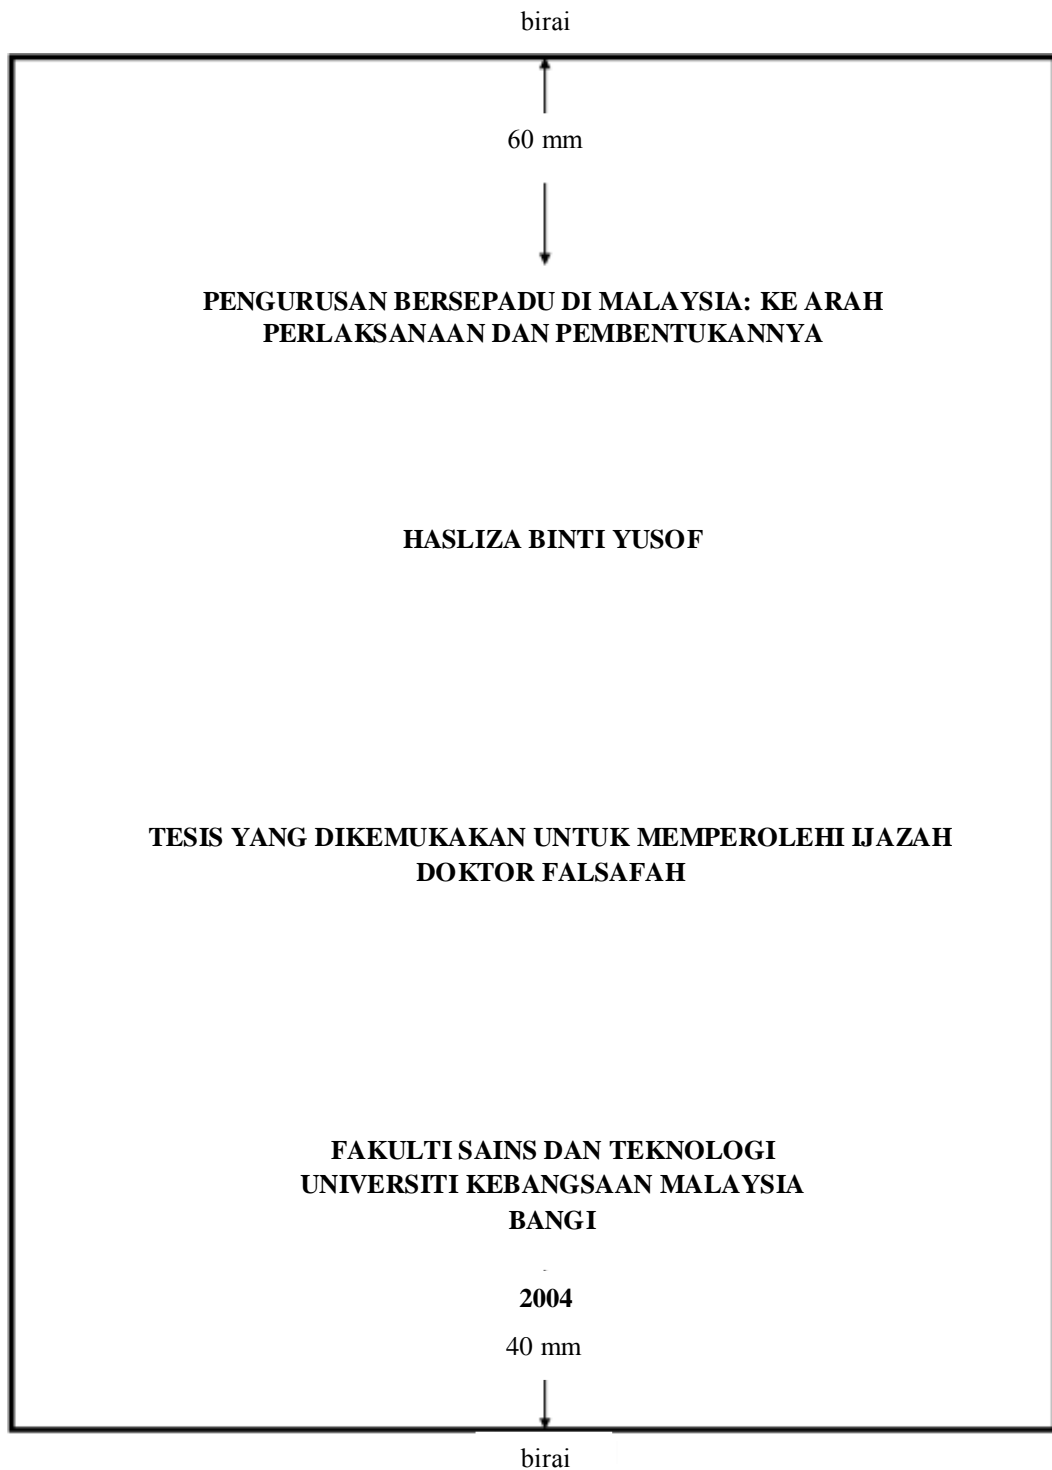 birai
60 mm
PENGURUSAN BERSEPADU DI MALAYSIA: KE ARAH
PERLAKSANAAN DAN PEMBENTUKANNYA
HASLIZA BINTI YUSOF
TESIS YANG DIKEMUKAKAN UNTUK MEMPEROLEHI IJAZAH
DOKTOR FALSAFAH
FAKULTI SAINS DAN TEKNOLOGI
UNIVERSITI KEBANGSAAN MALAYSIA
BANGI
2004
40 mm
birai